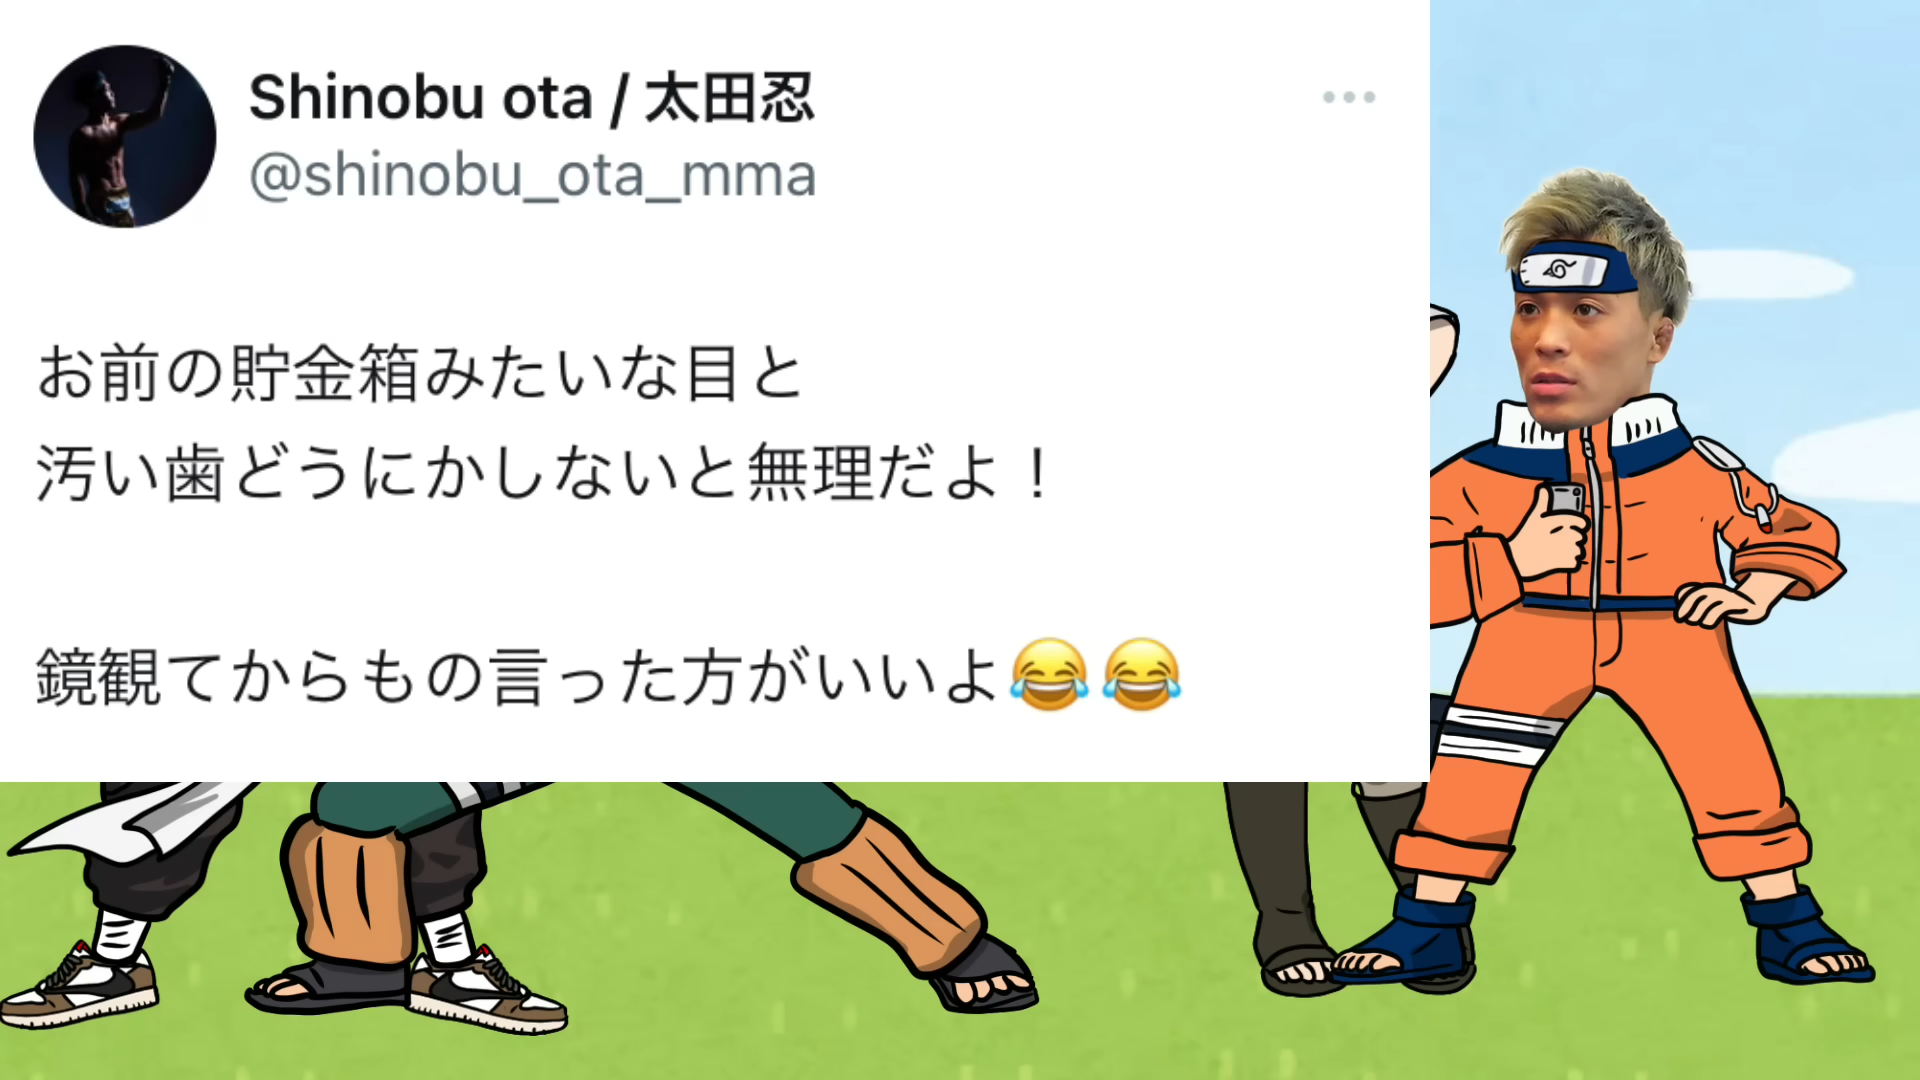 Shinobu ota / 太田忍
@shinobu_ota_mma
お前の貯金箱みたいな目と
汚い歯どうにかしないと無理だよ！
鏡観てからもの言った方がいいよ😂😂